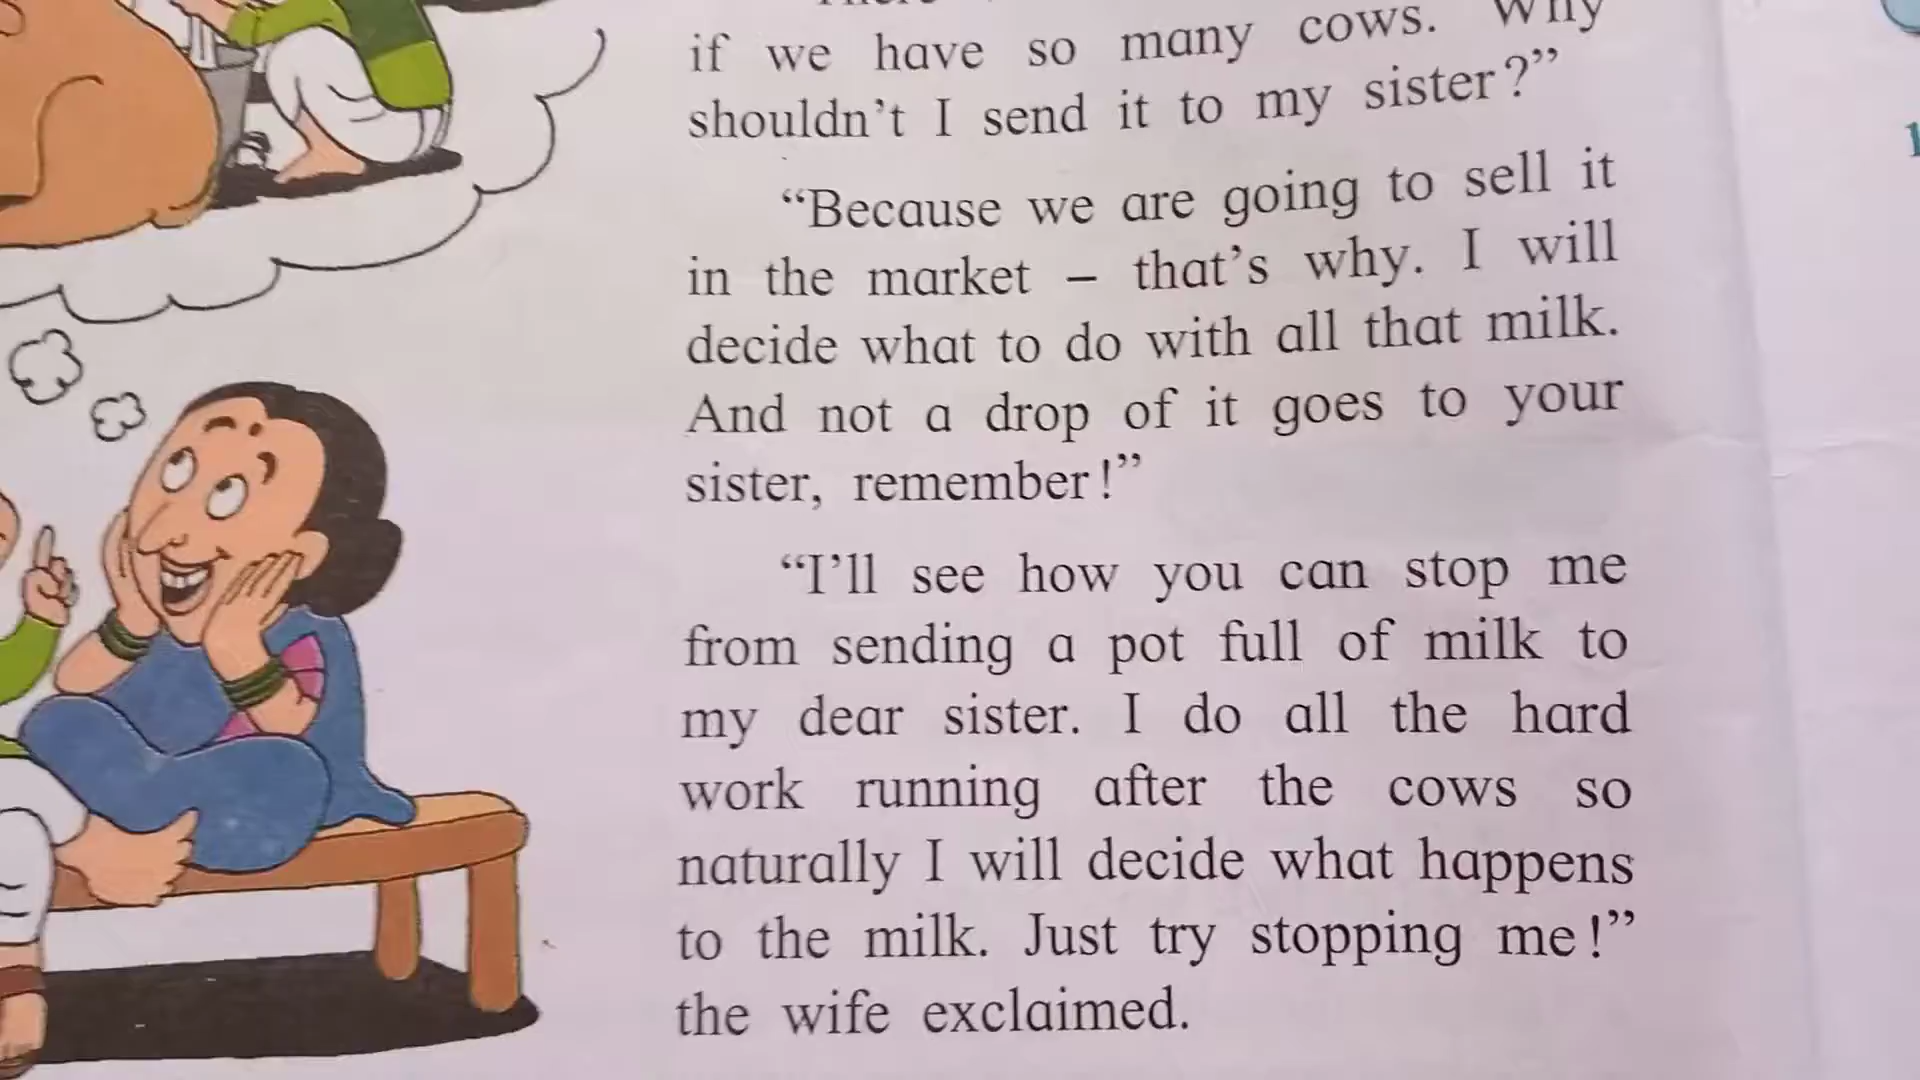 if we have so many cows. Why
shouldn't I send it to my sister?”
“Because we are going to sell it
in the market – that's why. I will
decide what to do with all that milk.
And not a drop of it goes to your
sister, remember!”
“I'll see how you can stop me
from sending a pot full of milk to
my dear sister. I do all the hard
work running after the cows so
naturally I will decide what happens
to the milk. Just try stopping me!”
the wife exclaimed.